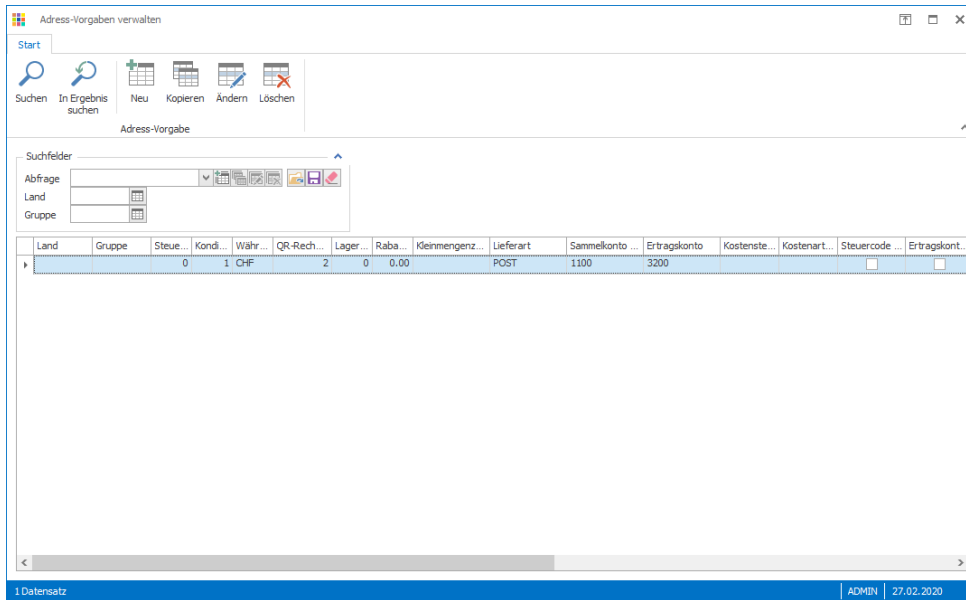 Adress-Vorgaben verwalten
Start
Suchen In Ergebnis suchen Neu Kopieren Ändern Löschen
Adress-Vorgabe
Suchfelder
Abfrage
Land
Gruppe
Land Gruppe Steue... Kondi... Währ... QR-Rech... Lager... Raba... Kleinmengenz... Lieferart Sammelkonto ... Ertragskonto Kostenste... Kostenart... Steuercode ... Ertragskont...
0 1 CHF 2 0 0.00 POST 1100 3200
1 Datensatz ADMIN 27.02.2020